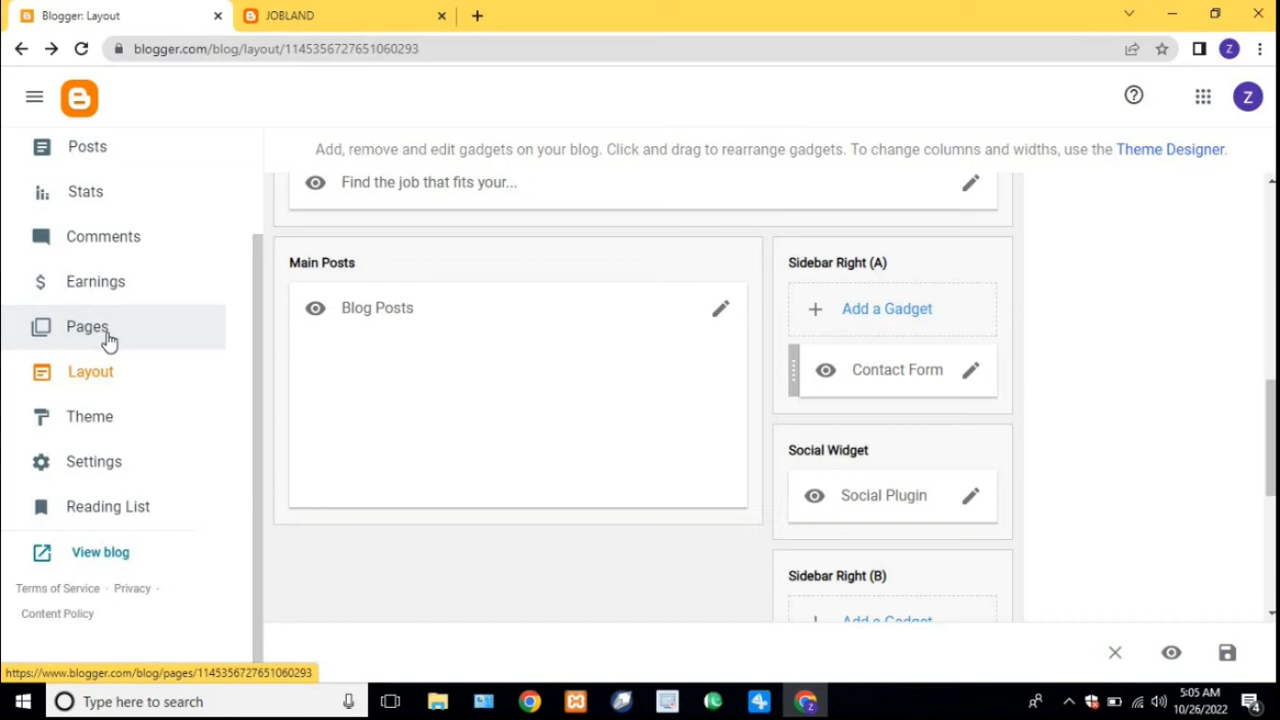 Blogger: Layout
JOBLAND
blogger.com/blog/layout/1145356727651060293
Z
Z
Posts
Stats
Comments
Earnings
Pages
Layout
Theme
Settings
Reading List
View blog
Terms of Service · Privacy ·
Content Policy
Add, remove and edit gadgets on your blog. Click and drag to rearrange gadgets. To change columns and widths, use the Theme Designer.
Find the job that fits your...
Main Posts
Blog Posts
Sidebar Right (A)
Add a Gadget
Contact Form
Social Widget
Social Plugin
Sidebar Right (B)
Add a Gadget
https://www.blogger.com/blog/pages/1145356727651060293
Type here to search
5:05 AM
10/26/2022
4